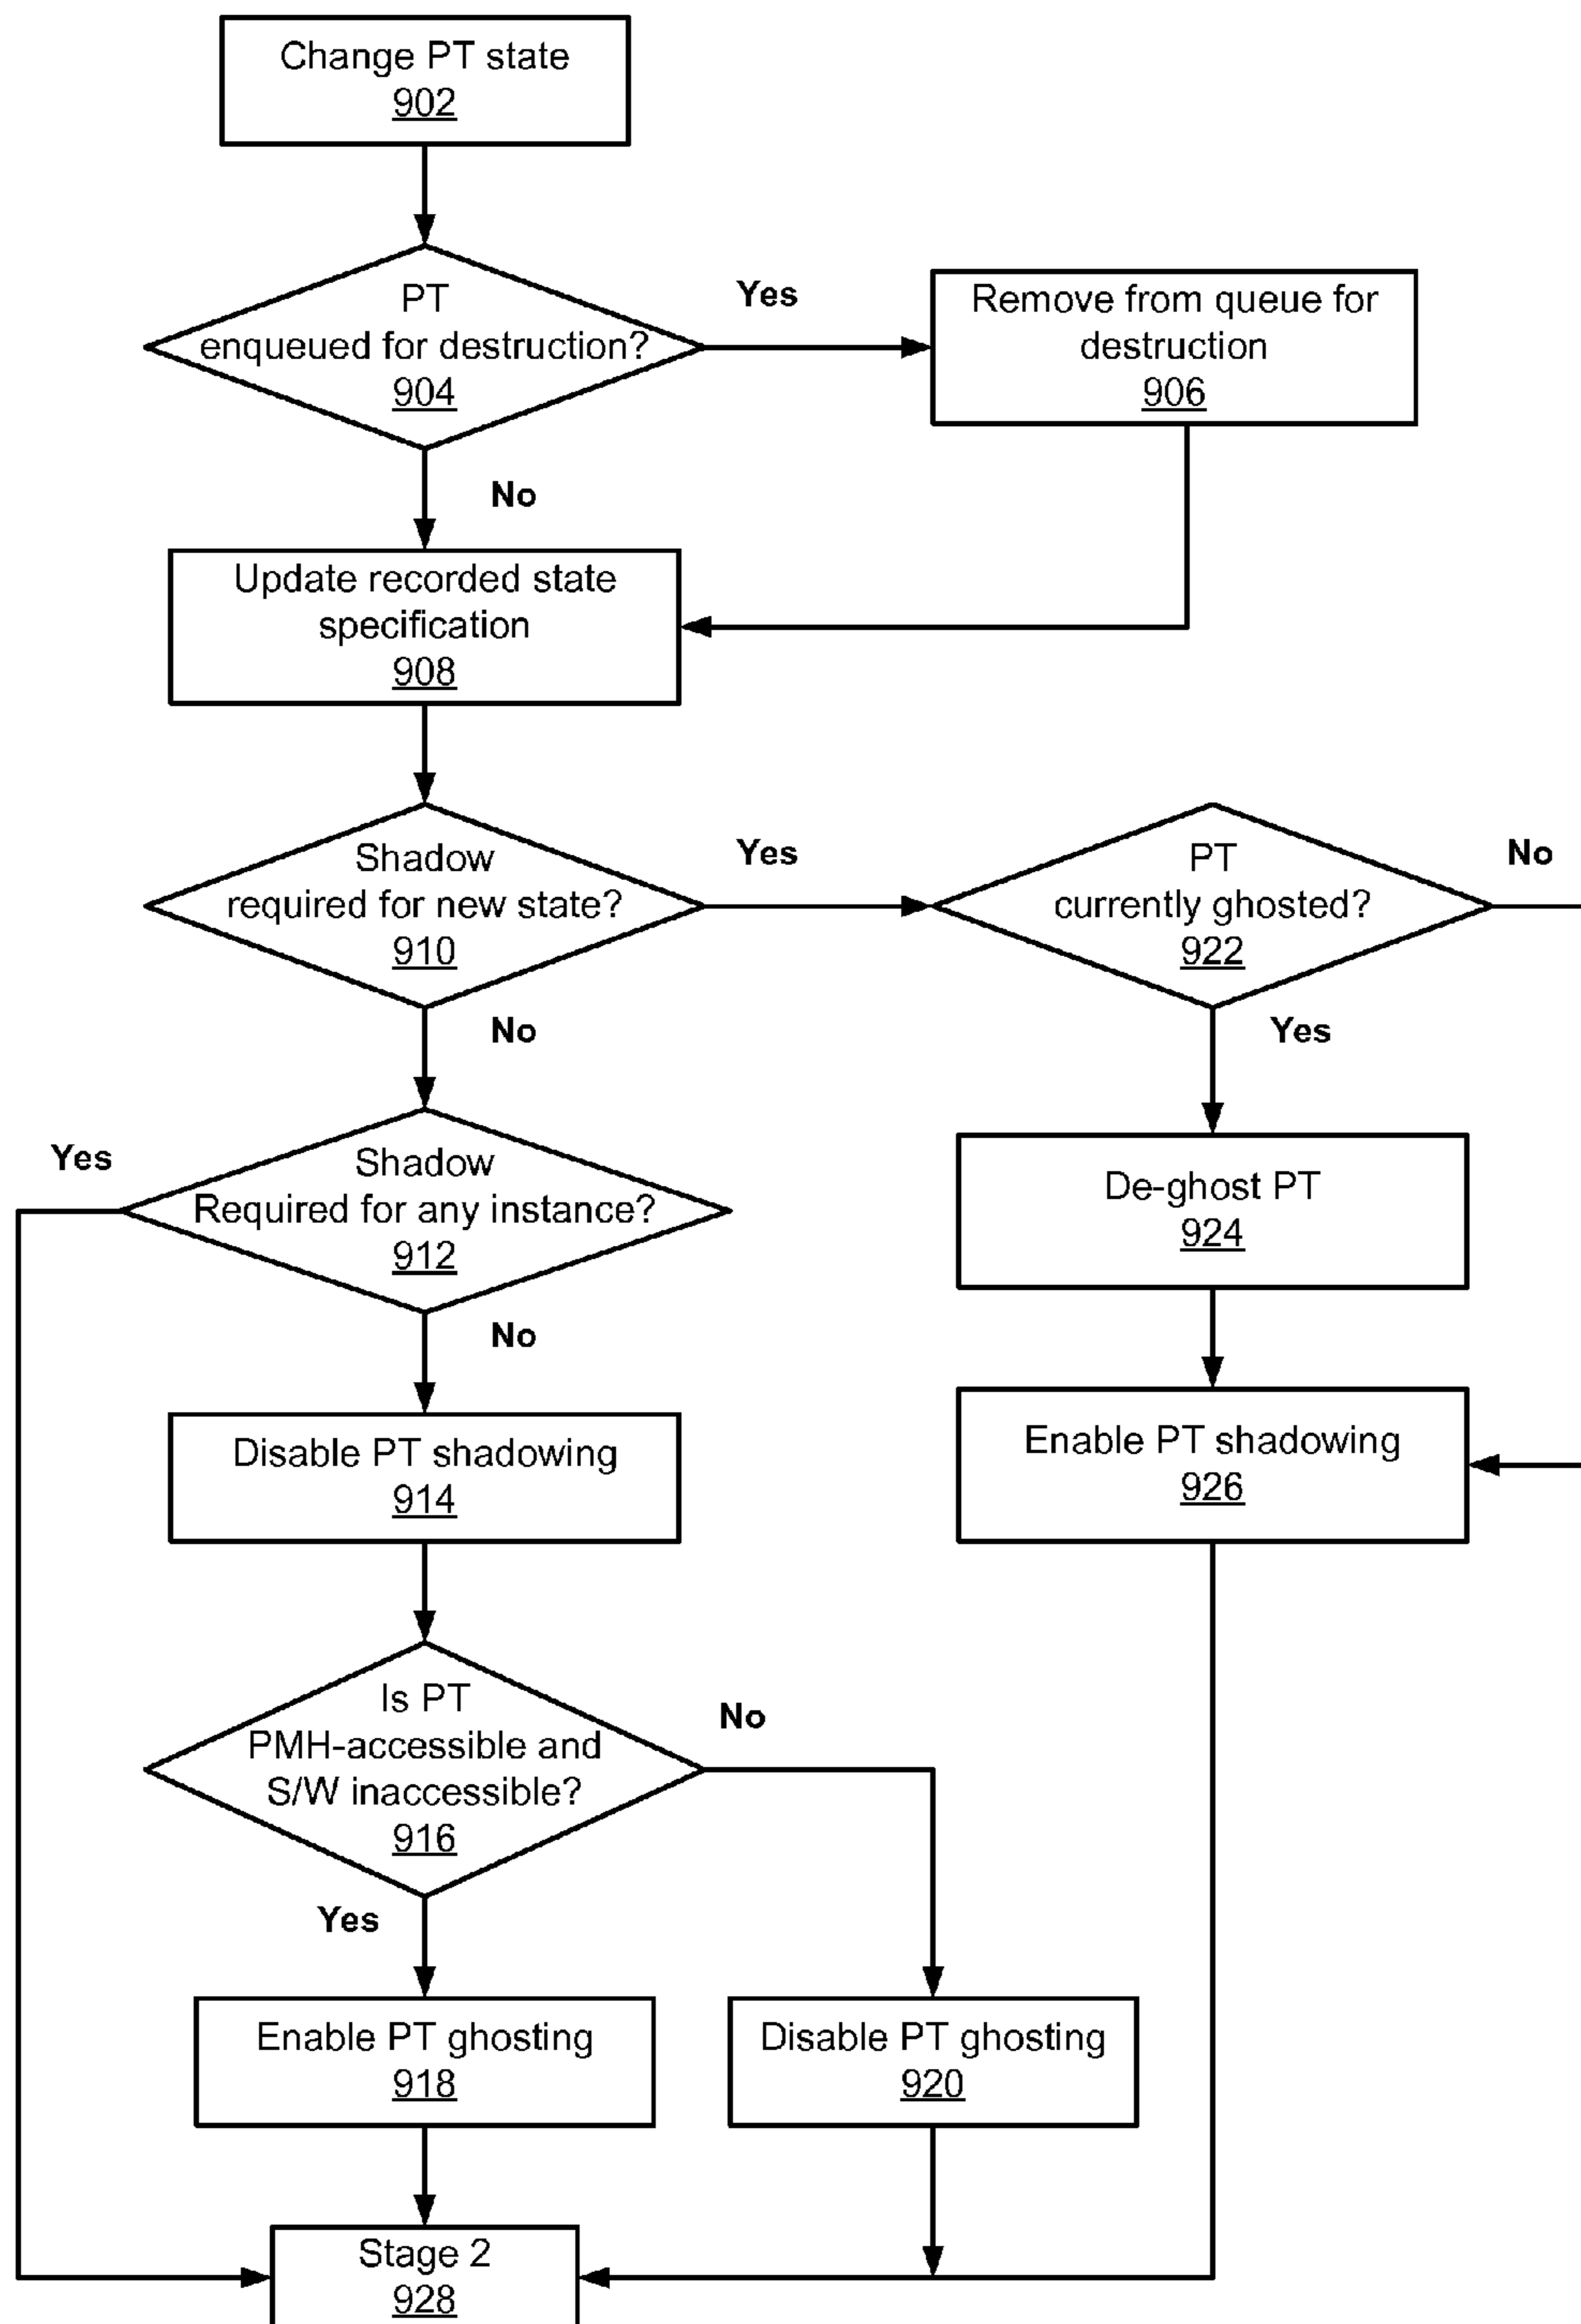 Change PT state
902
PT
enqueued for destruction?
904
Yes
Remove from queue for
destruction
906
No
Update recorded state
specification
908
Shadow
required for new state?
910
Yes
PT
currently ghosted?
922
No
No
Yes
Shadow
Required for any instance?
912
Yes
De-ghost PT
924
No
Disable PT shadowing
914
Enable PT shadowing
926
Is PT
PMH-accessible and
S/W inaccessible?
916
No
Yes
Enable PT ghosting
918
Disable PT ghosting
920
Stage 2
928